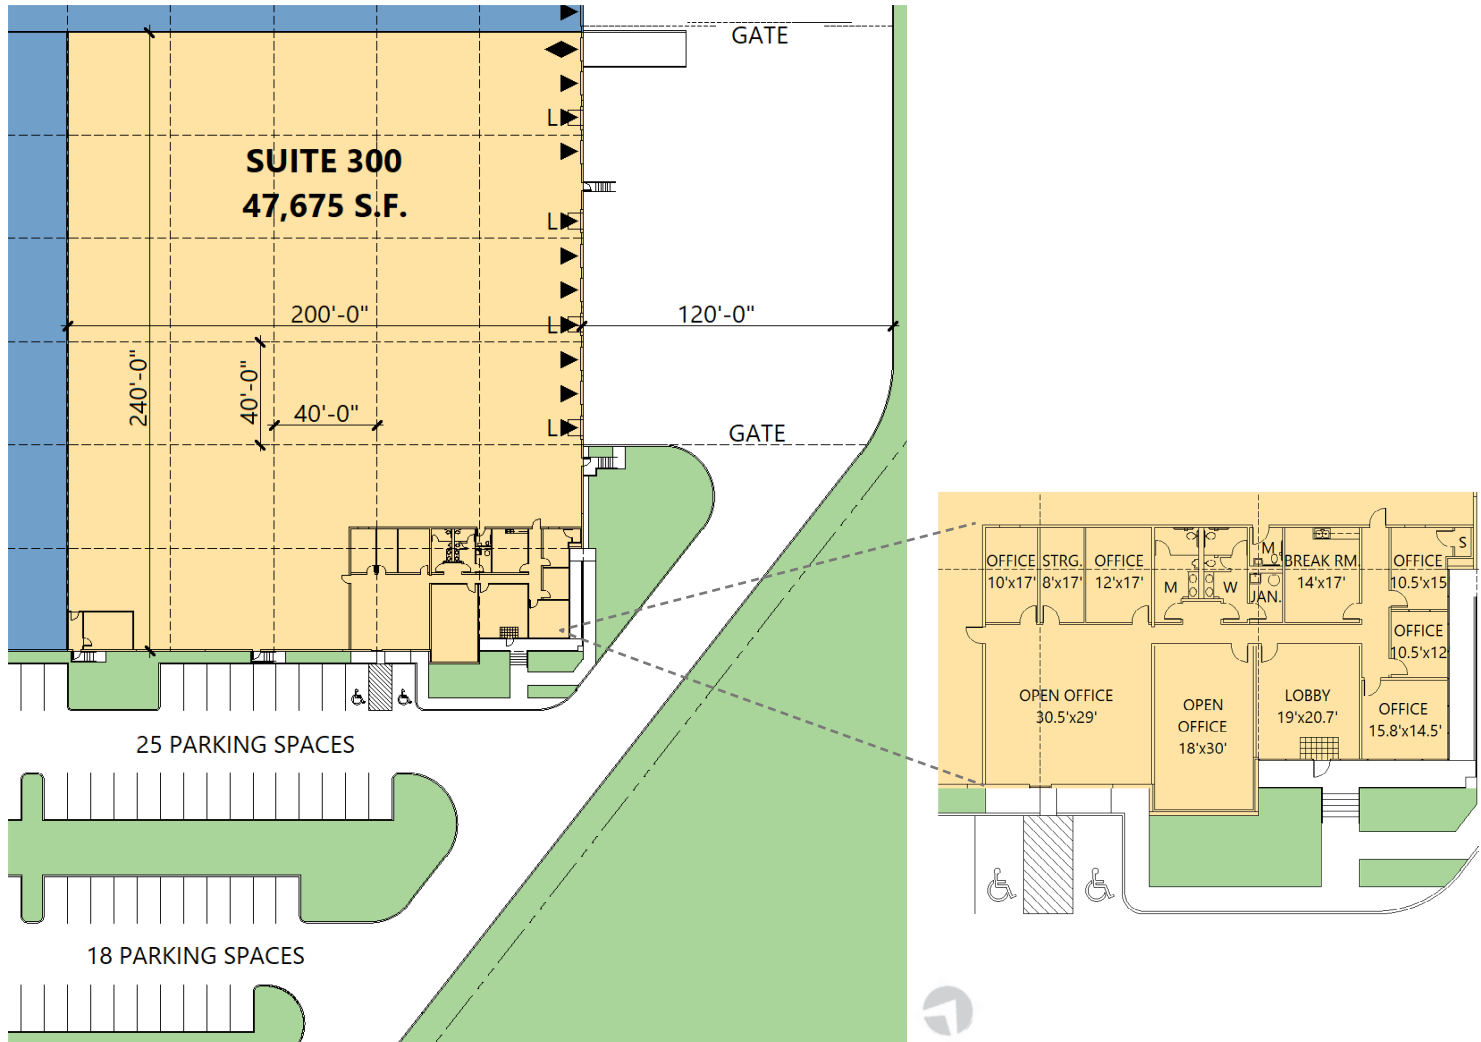 GATE
L
SUITE 300
47,675 S.F.
L
200'-0"
120'-0"
L
240'-0"
40'-0"
40'-0"
L
GATE
25 PARKING SPACES
18 PARKING SPACES
OFFICE
10'x17'
STRG.
8'x17'
OFFICE
12'x17'
M
W
M
JAN.
BREAK RM.
14'x17'
OFFICE
10.5'x15
S
OFFICE
10.5'x12
OPEN OFFICE
30.5'x29'
OPEN
OFFICE
18'x30'
LOBBY
19'x20.7'
OFFICE
15.8'x14.5'